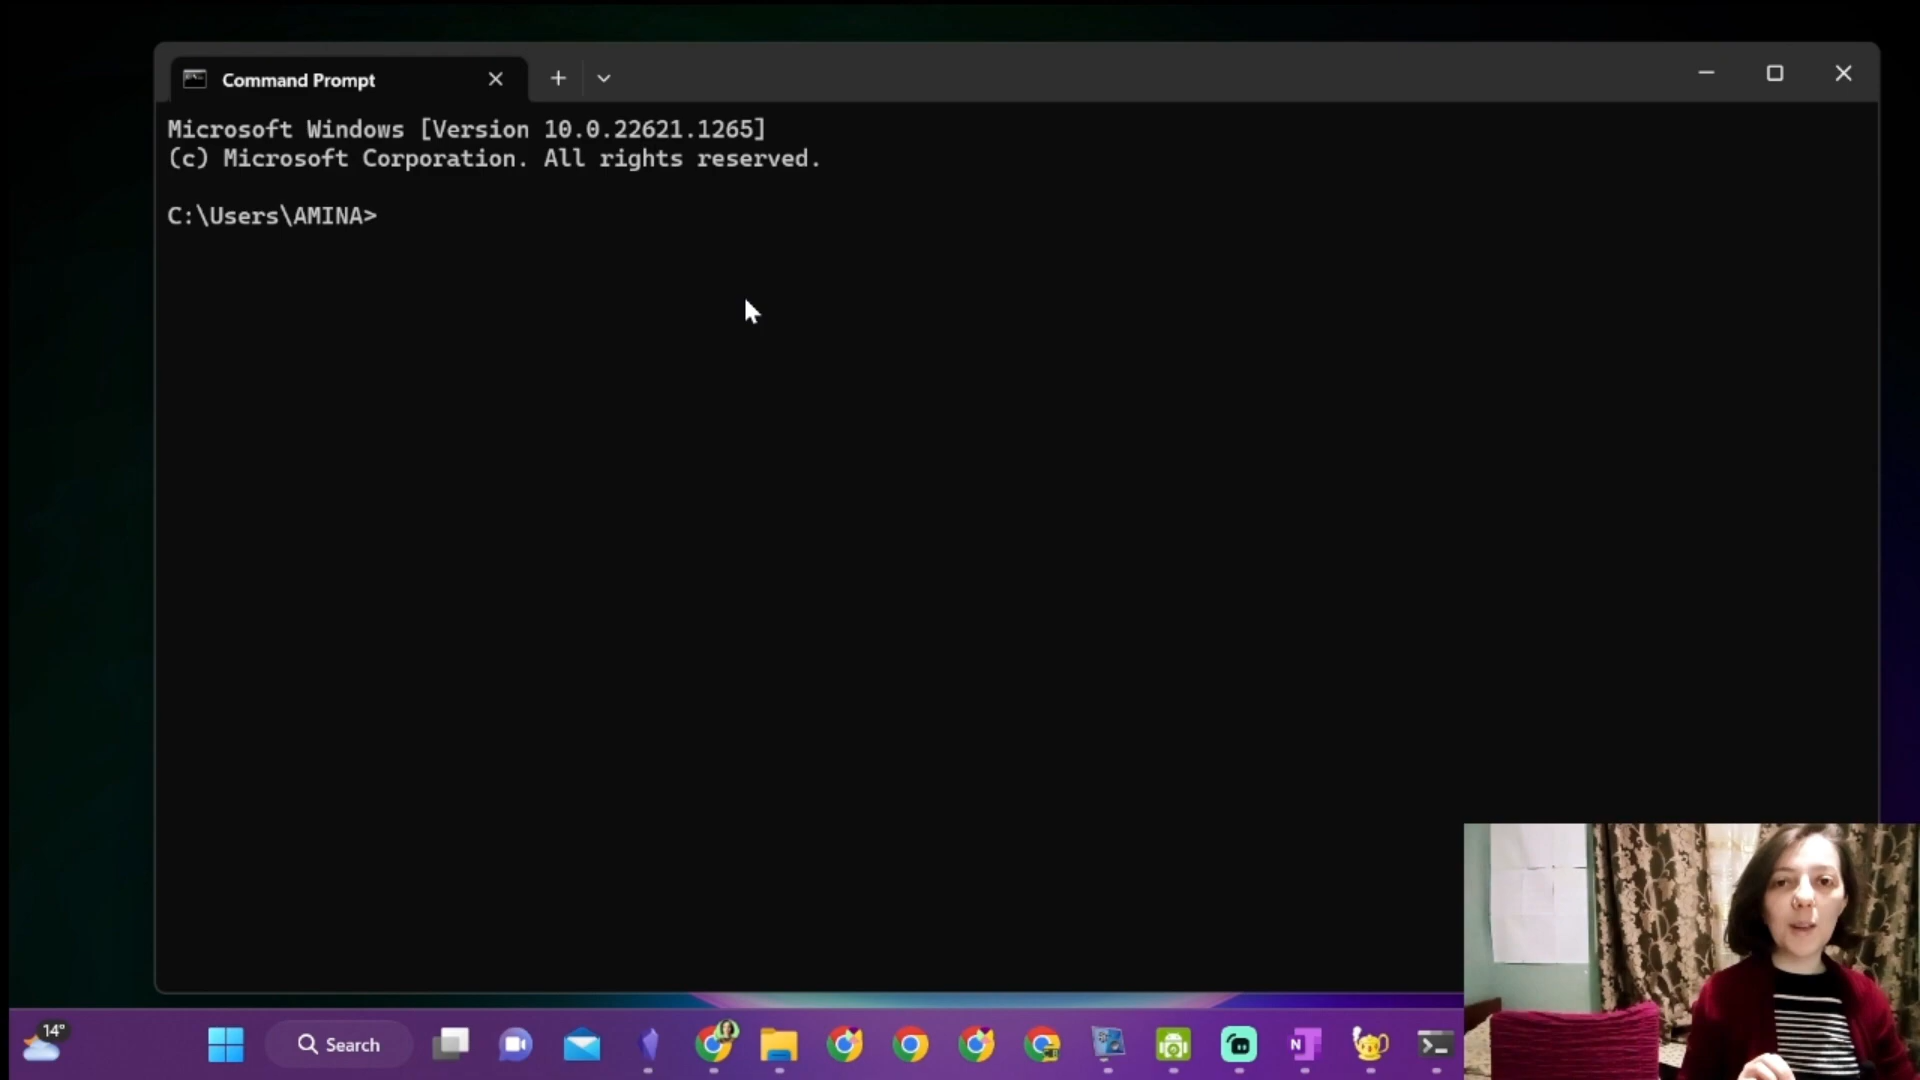 Command Prompt
Microsoft Windows [Version 10.0.22621.1265]
(c) Microsoft Corporation. All rights reserved.
C:\Users\AMINA>
14°
Search
N